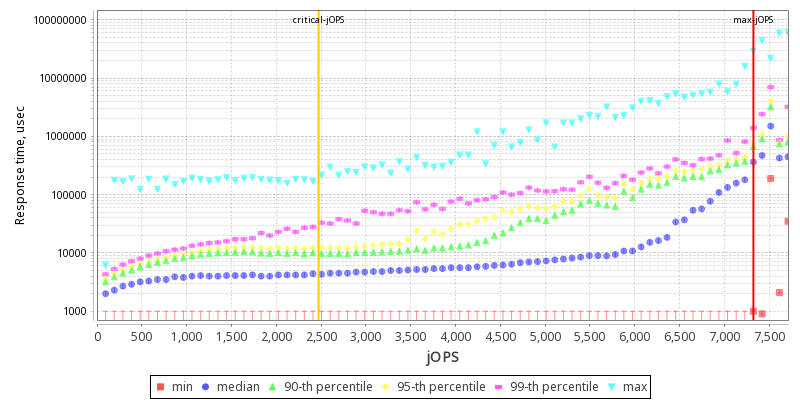 critical-jOPS max-jOPS
100000000
10000000
1000000
100000
10000
1000
Response time, usec
0 500 1,000 1,500 2,000 2,500 3,000 3,500 4,000 4,500 5,000 5,500 6,000 6,500 7,000 7,500
jOPS
min median 90-th percentile 95-th percentile 99-th percentile max